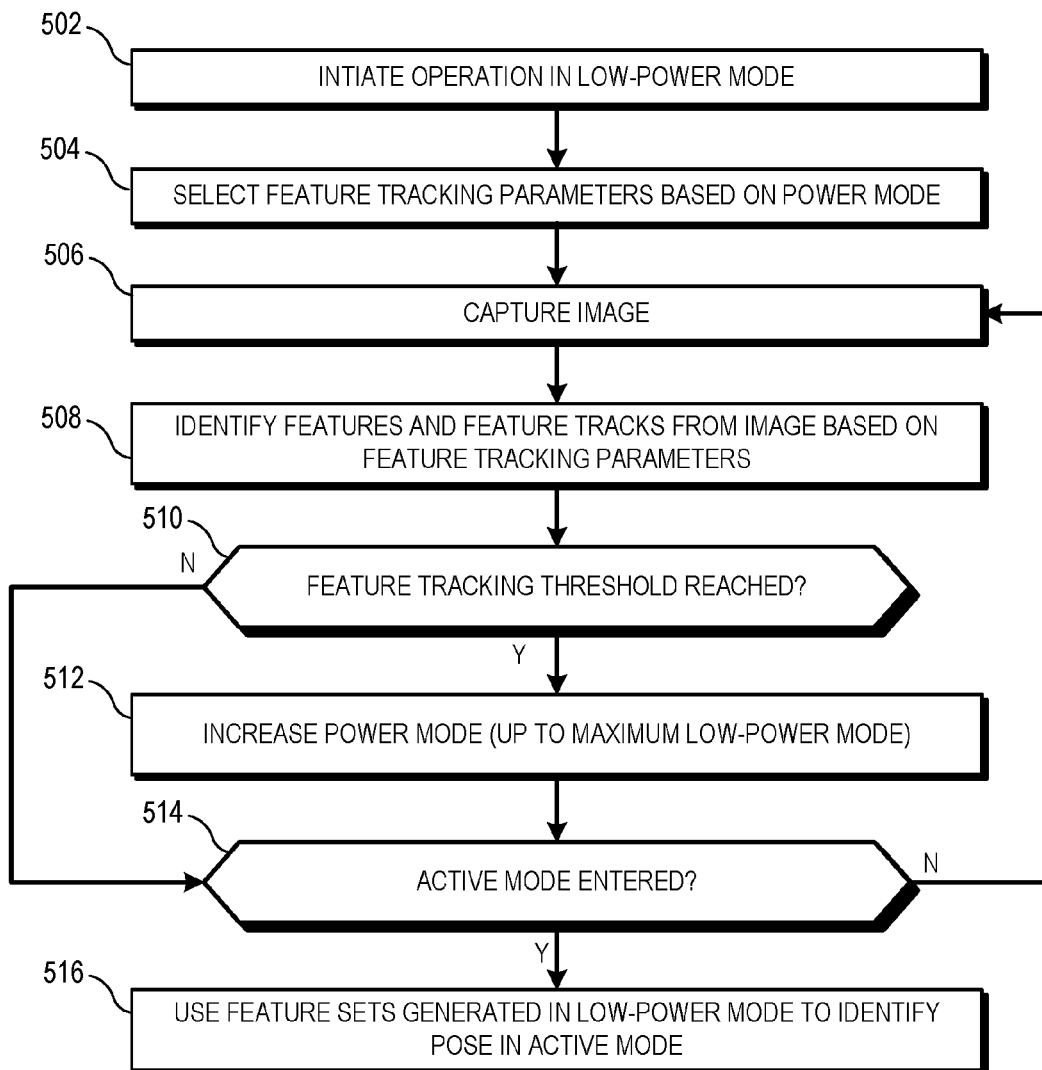 502
INTIATE OPERATION IN LOW-POWER MODE
504
SELECT FEATURE TRACKING PARAMETERS BASED ON POWER MODE
506
CAPTURE IMAGE
508
IDENTIFY FEATURES AND FEATURE TRACKS FROM IMAGE BASED ON
FEATURE TRACKING PARAMETERS
510
N
FEATURE TRACKING THRESHOLD REACHED?
Y
512
INCREASE POWER MODE (UP TO MAXIMUM LOW-POWER MODE)
514
ACTIVE MODE ENTERED?
N
Y
516
USE FEATURE SETS GENERATED IN LOW-POWER MODE TO IDENTIFY
POSE IN ACTIVE MODE